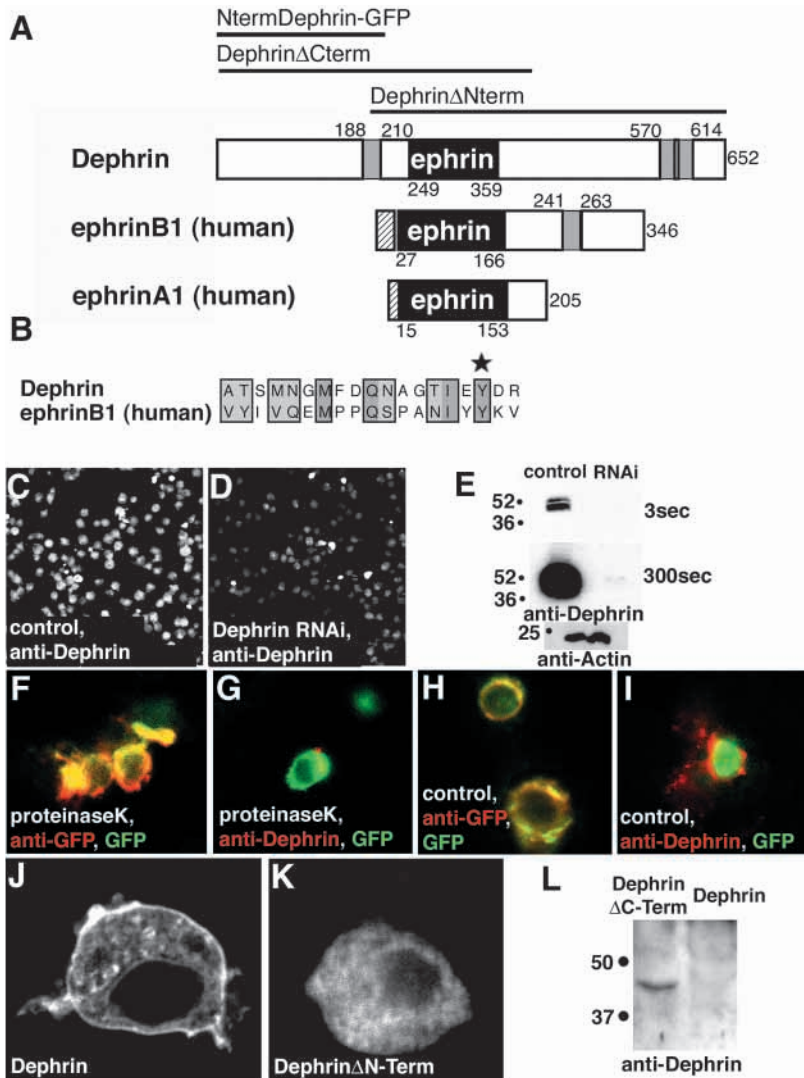 A
NtermDephrin-GFP
DephrinΔCterm
DephrinΔNterm
188 210 570 614
Dephrin ephrin 652
249 359
241 263
ephrinB1 (human) ephrin 346
27 166
ephrinA1 (human) ephrin 205
15 153
B
★
Dephrin A T S M N G M F D Q N A G T I E Y D R
ephrinB1 (human) V Y I V Q E M P P Q S P A N I Y Y K V
C
control,
anti-Dephrin
D
Dephrin RNAi,
anti-Dephrin
E
control RNAi
52•
36•
3sec
52•
36•
300sec
anti-Dephrin
25•
anti-Actin
F
proteinaseK,
anti-GFP, GFP
G
proteinaseK,
anti-Dephrin, GFP
H
control,
anti-GFP,
GFP
I
control,
anti-Dephrin, GFP
J
Dephrin
K
DephrinΔN-Term
L
Dephrin
ΔC-Term
Dephrin
50●
37●
anti-Dephrin